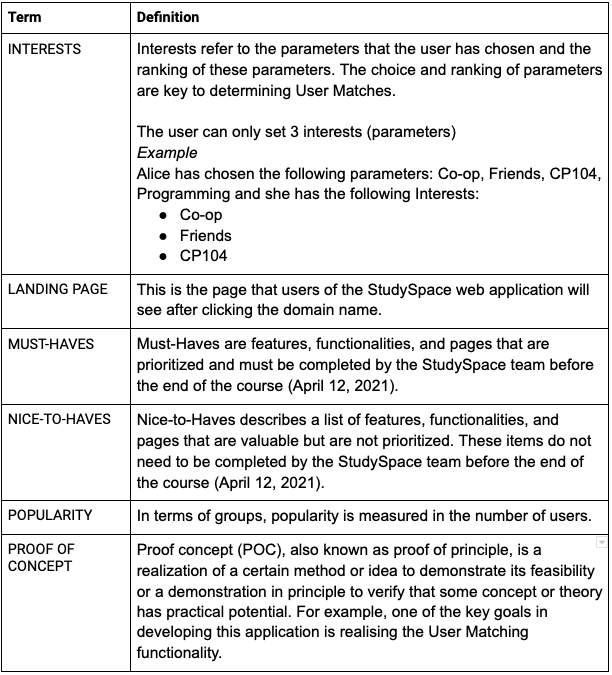 Term Definition
INTERESTS Interests refer to the parameters that the user has chosen and the
ranking of these parameters. The choice and ranking of parameters
are key to determining User Matches.
The user can only set 3 interests (parameters)
Example
Alice has chosen the following parameters: Co-op, Friends, CP104,
Programming and she has the following Interests:
● Co-op
● Friends
● CP104
LANDING PAGE This is the page that users of the StudySpace web application will
see after clicking the domain name.
MUST-HAVES Must-Haves are features, functionalities, and pages that are
prioritized and must be completed by the StudySpace team before
the end of the course (April 12, 2021).
NICE-TO-HAVES Nice-to-Haves describes a list of features, functionalities, and
pages that are valuable but are not prioritized. These items do not
need to be completed by the StudySpace team before the end of
the course (April 12, 2021).
POPULARITY In terms of groups, popularity is measured in the number of users.
PROOF OF
CONCEPT
Proof concept (POC), also known as proof of principle, is a
realization of a certain method or idea to demonstrate its feasibility
or a demonstration in principle to verify that some concept or theory
has practical potential. For example, one of the key goals in
developing this application is realising the User Matching
functionality.